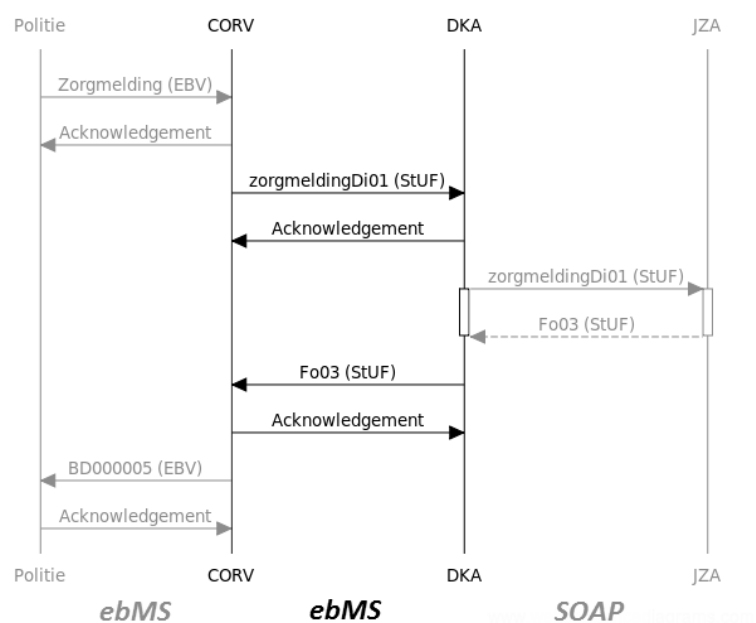 Politie CORV DKA JZA
Zorgmelding (EBV)
Acknowledgement
zorgmeldingDi01 (StUF)
Acknowledgement
zorgmeldingDi01 (StUF)
Fo03 (StUF)
Fo03 (StUF)
Acknowledgement
BD000005 (EBV)
Acknowledgement
Politie CORV DKA JZA
ebMS ebMS SOAP